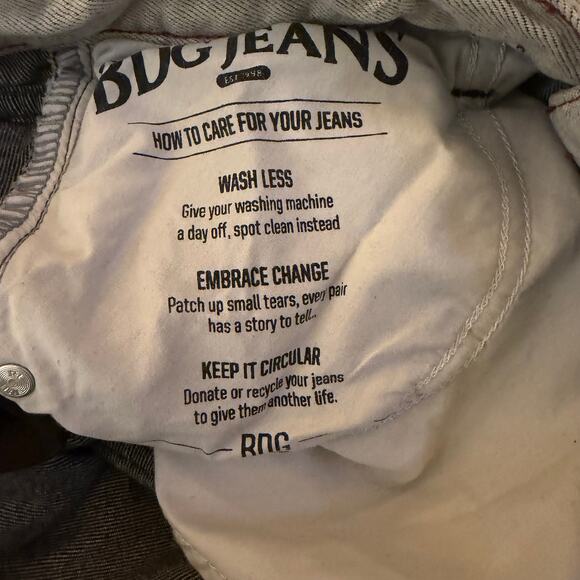 BDG JEANS
EST 1998
HOW TO CARE FOR YOUR JEANS
WASH LESS
Give your washing machine
a day off, spot clean instead
EMBRACE CHANGE
Patch up small tears, every pair
has a story to tell..
KEEP IT CIRCULAR
Donate or recycle your jeans
to give them another life.
BDG